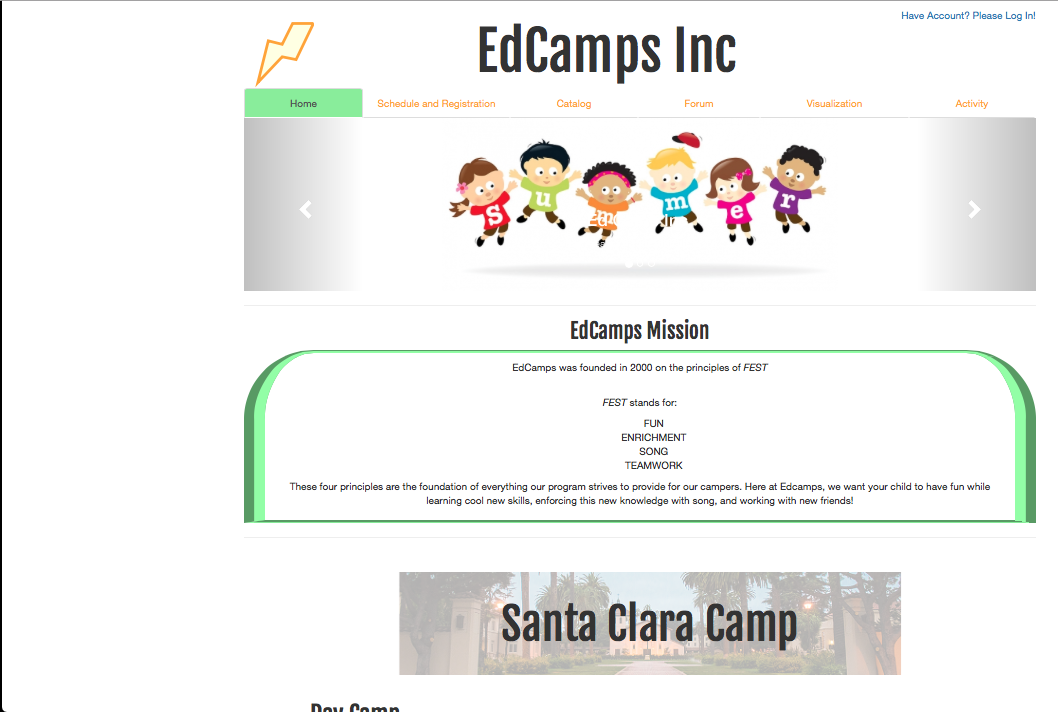 Have Account? Please Log In!
EdCamps Inc
Home Schedule and Registration Catalog Forum Visualization Activity
S u m m e r
EdCamps Mission
EdCamps was founded in 2000 on the principles of FEST
FEST stands for:
FUN
ENRICHMENT
SONG
TEAMWORK
These four principles are the foundation of everything our program strives to provide for our campers. Here at Edcamps, we want your child to have fun while
learning cool new skills, enforcing this new knowledge with song, and working with new friends!
Santa Clara Camp
Day Camp